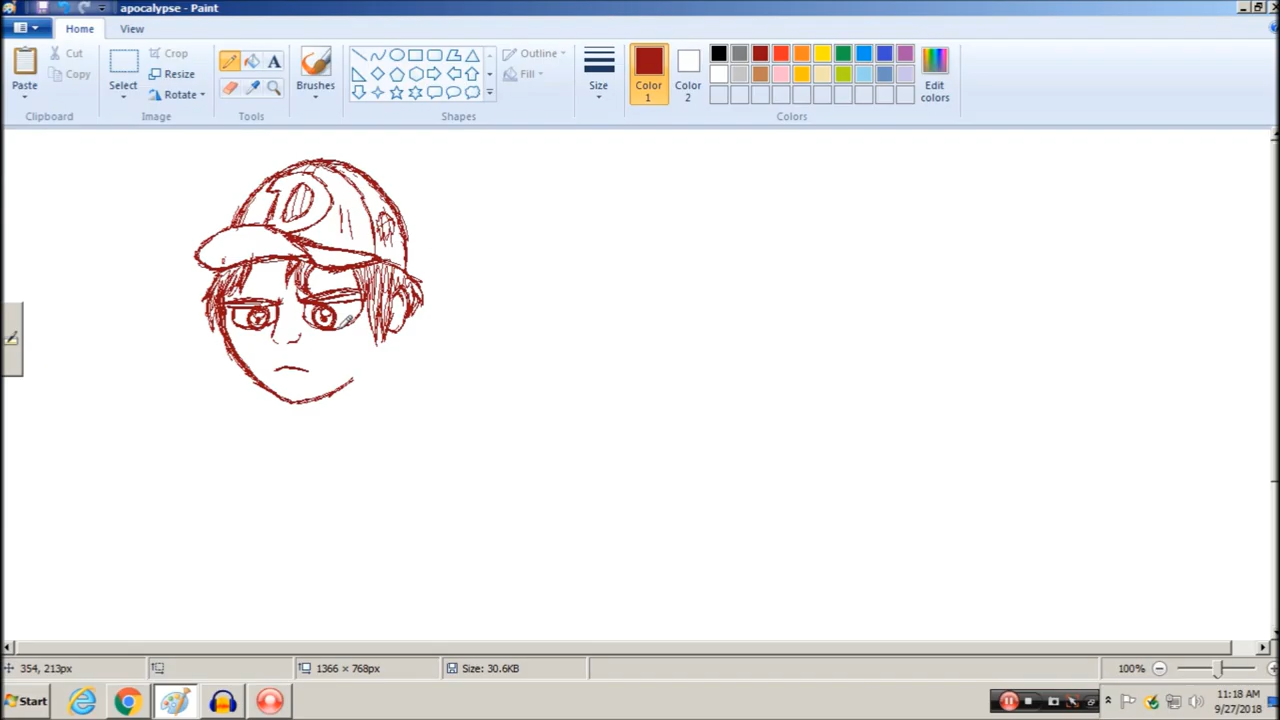 apocalypse - Paint
Home View
Paste Cut Copy
Clipboard
Select Crop Resize Rotate
Image
A
Tools
Brushes
Outline Fill
Shapes
Size
Color 1 Color 2
Edit colors
Colors
D
354, 213px 1366 × 768px Size: 30.6KB 100%
Start 11:18 AM
9/27/2018